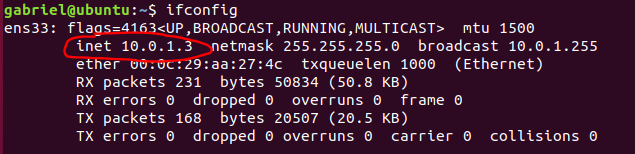 gabriel@ubuntu:~$ ifconfig
ens33: flags=4163<UP,BROADCAST,RUNNING,MULTICAST>  mtu 1500
        inet 10.0.1.3  netmask 255.255.255.0  broadcast 10.0.1.255
        ether 00:0c:29:aa:27:4c  txqueuelen 1000  (Ethernet)
        RX packets 231  bytes 50834 (50.8 KB)
        RX errors 0  dropped 0  overruns 0  frame 0
        TX packets 168  bytes 20507 (20.5 KB)
        TX errors 0  dropped 0 overruns 0  carrier 0  collisions 0